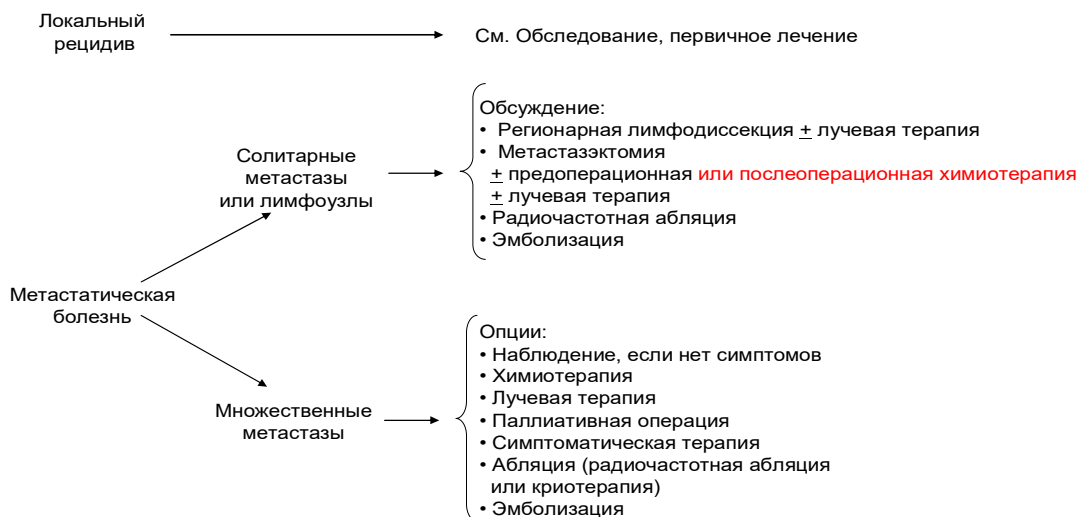 Локальный
рецидив
См. Обследование, первичное лечение
Солитарные
метастазы
или лимфоузлы
Обсуждение:
• Регионарная лимфодиссекция ± лучевая терапия
• Метастазэктомия
± предоперационная или послеоперационная химиотерапия
± лучевая терапия
• Радиочастотная абляция
• Эмболизация
Метастатическая
болезнь
Множественные
метастазы
Опции:
• Наблюдение, если нет симптомов
• Химиотерапия
• Лучевая терапия
• Паллиативная операция
• Симптоматическая терапия
• Абляция (радиочастотная абляция
или криотерапия)
• Эмболизация